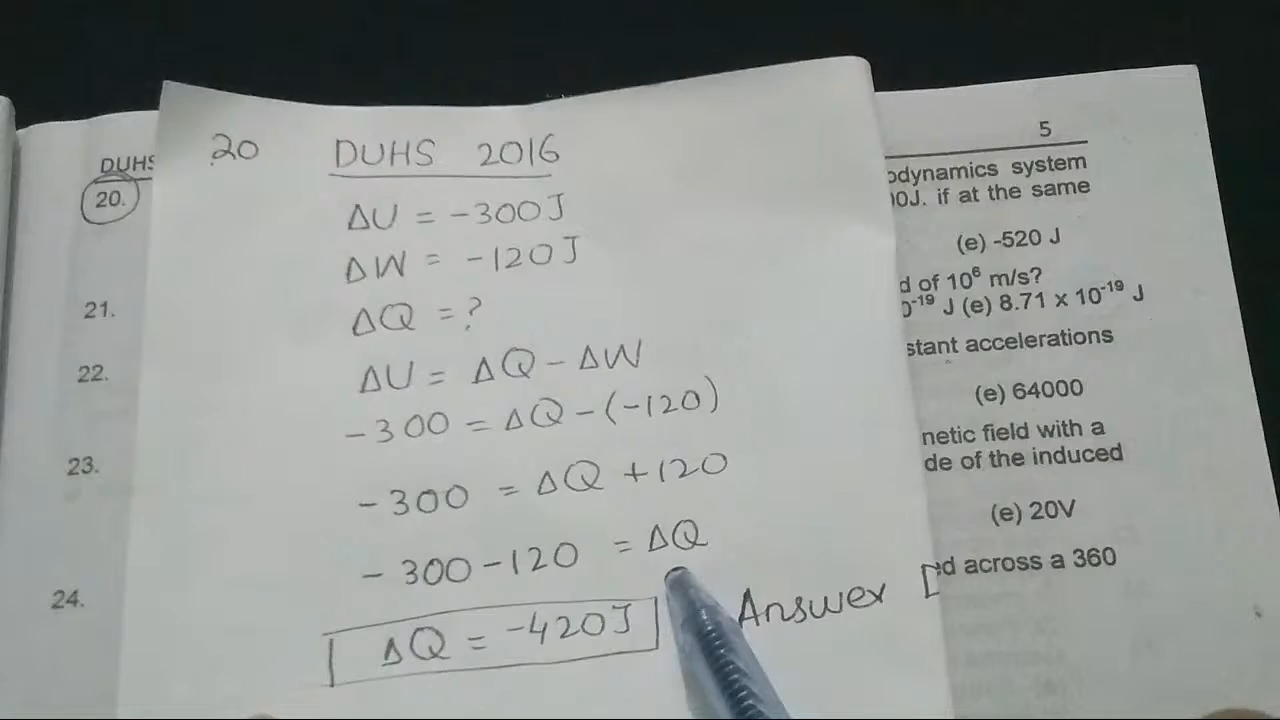 DUHS
20.
21.
22.
23.
24.
20 DUHS 2016
ΔU = -300J
ΔW = -120J
ΔQ = ?
ΔU = ΔQ - ΔW
-300 = ΔQ - (-120)
-300 = ΔQ + 120
-300 - 120 = ΔQ
ΔQ = -420J Answer [
5
odynamics system
0J. if at the same
(e) -520 J
d of 10⁶ m/s?
0⁻¹⁹ J (e) 8.71 x 10⁻¹⁹ J
stant accelerations
(e) 64000
netic field with a
de of the induced
(e) 20V
ed across a 360